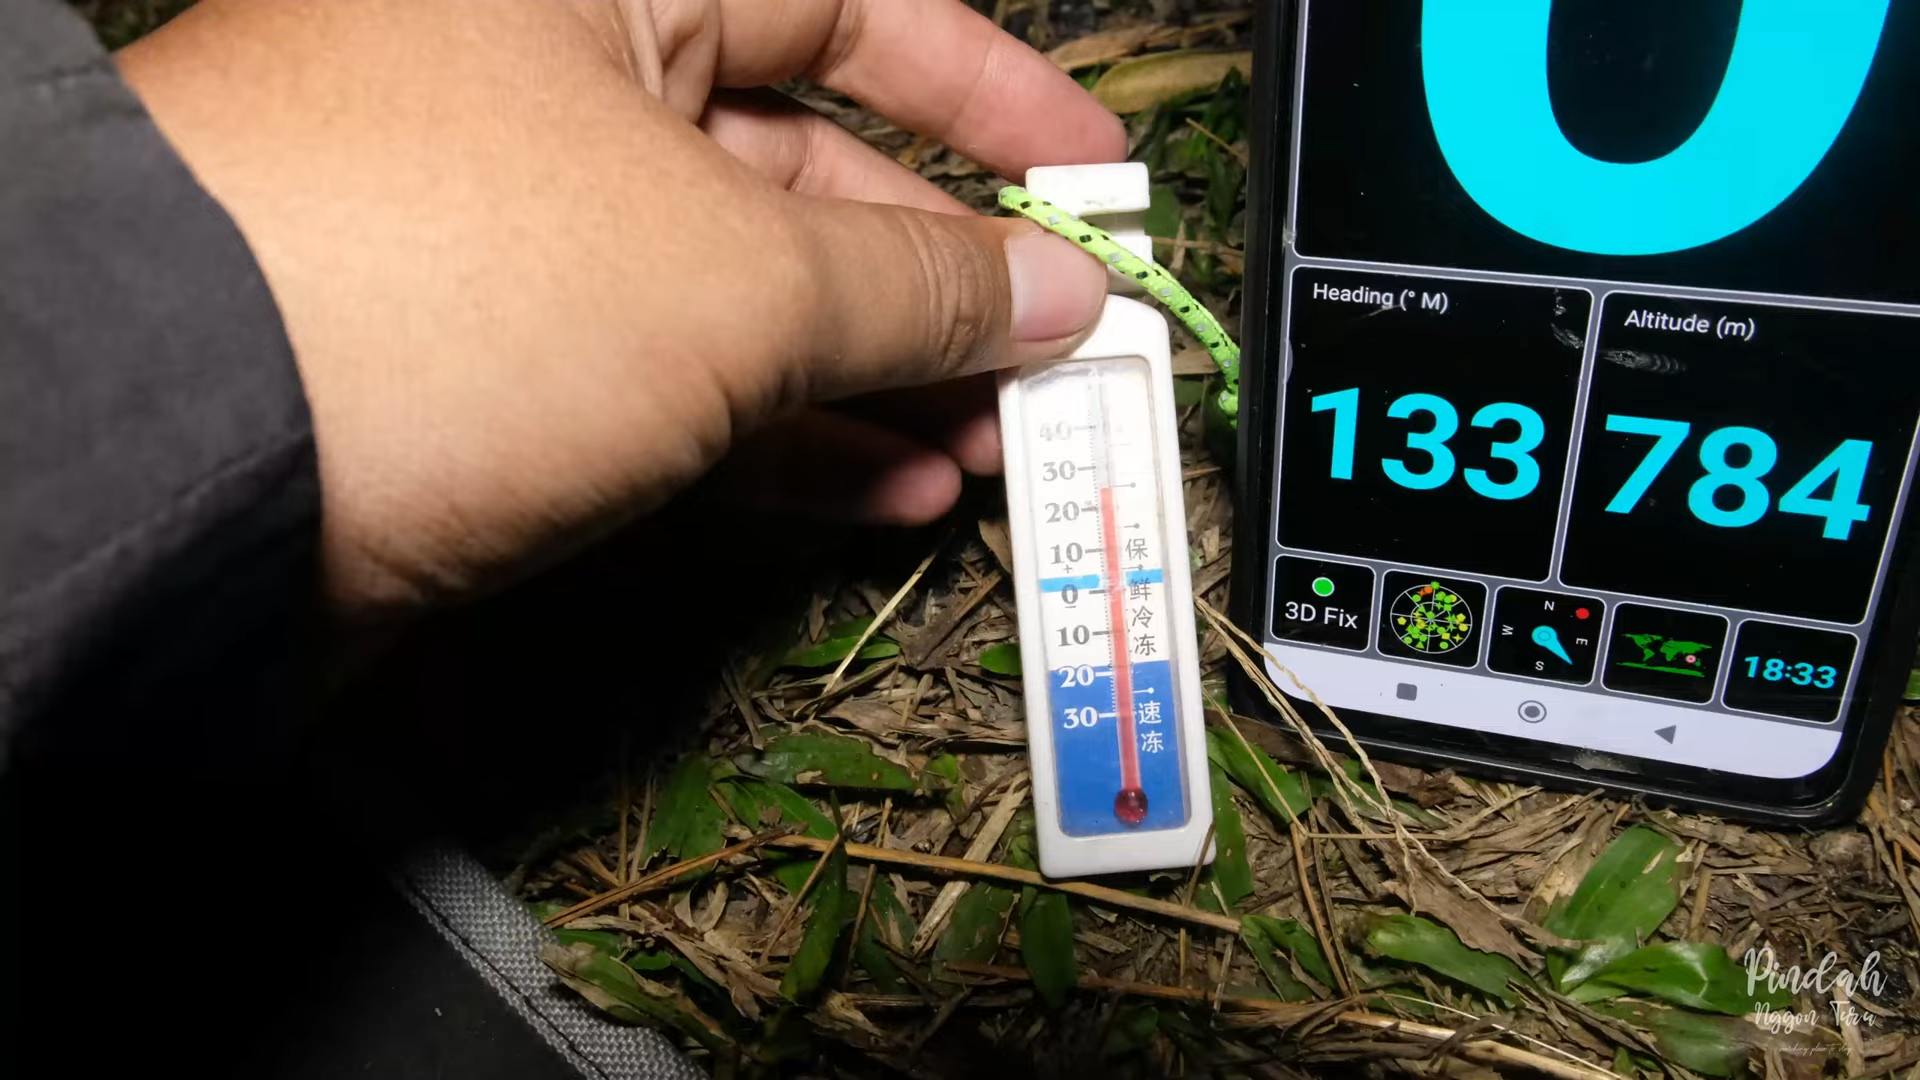 0
Heading (° M)
133
Altitude (m)
784
3D Fix
N
W
E
S
18:33
40
30
20
10
+
0
−
10
20
30
保
鲜
冷
冻
速
冻
Pindah
Nggon Turu